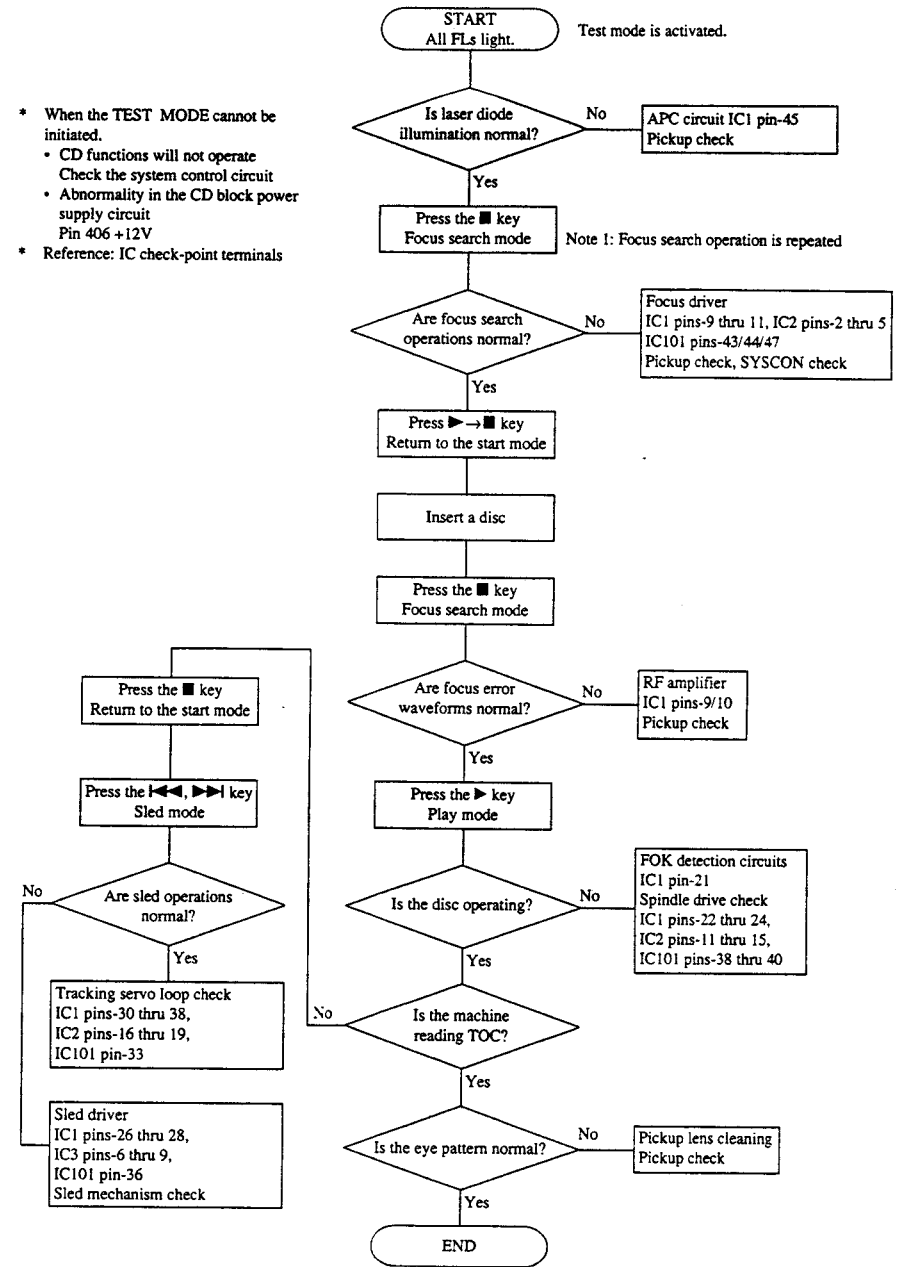 START
All FLs light.
Test mode is activated.
* When the TEST MODE cannot be
initiated.
• CD functions will not operate
Check the system control circuit
• Abnormality in the CD block power
supply circuit
Pin 406 +12V
* Reference: IC check-point terminals
Is laser diode
illumination normal?
No
APC circuit IC1 pin-45
Pickup check
Yes
Press the ■ key
Focus search mode
Note 1: Focus search operation is repeated
Are focus search
operations normal?
No
Focus driver
IC1 pins-9 thru 11, IC2 pins-2 thru 5
IC101 pins-43/44/47
Pickup check, SYSCON check
Yes
Press ▶→■ key
Return to the start mode
Insert a disc
Press the ■ key
Focus search mode
Are focus error
waveforms normal?
No
RF amplifier
IC1 pins-9/10
Pickup check
Yes
Press the ▶ key
Play mode
Is the disc operating?
No
FOK detection circuits
IC1 pin-21
Spindle drive check
IC1 pins-22 thru 24,
IC2 pins-11 thru 15,
IC101 pins-38 thru 40
Yes
Is the machine
reading TOC?
No
Yes
Press the ■ key
Return to the start mode
Press the |◀◀, ▶▶| key
Sled mode
Are sled operations
normal?
No
Yes
Tracking servo loop check
IC1 pins-30 thru 38,
IC2 pins-16 thru 19,
IC101 pin-33
Sled driver
IC1 pins-26 thru 28,
IC3 pins-6 thru 9,
IC101 pin-36
Sled mechanism check
Is the eye pattern normal?
No
Pickup lens cleaning
Pickup check
Yes
END